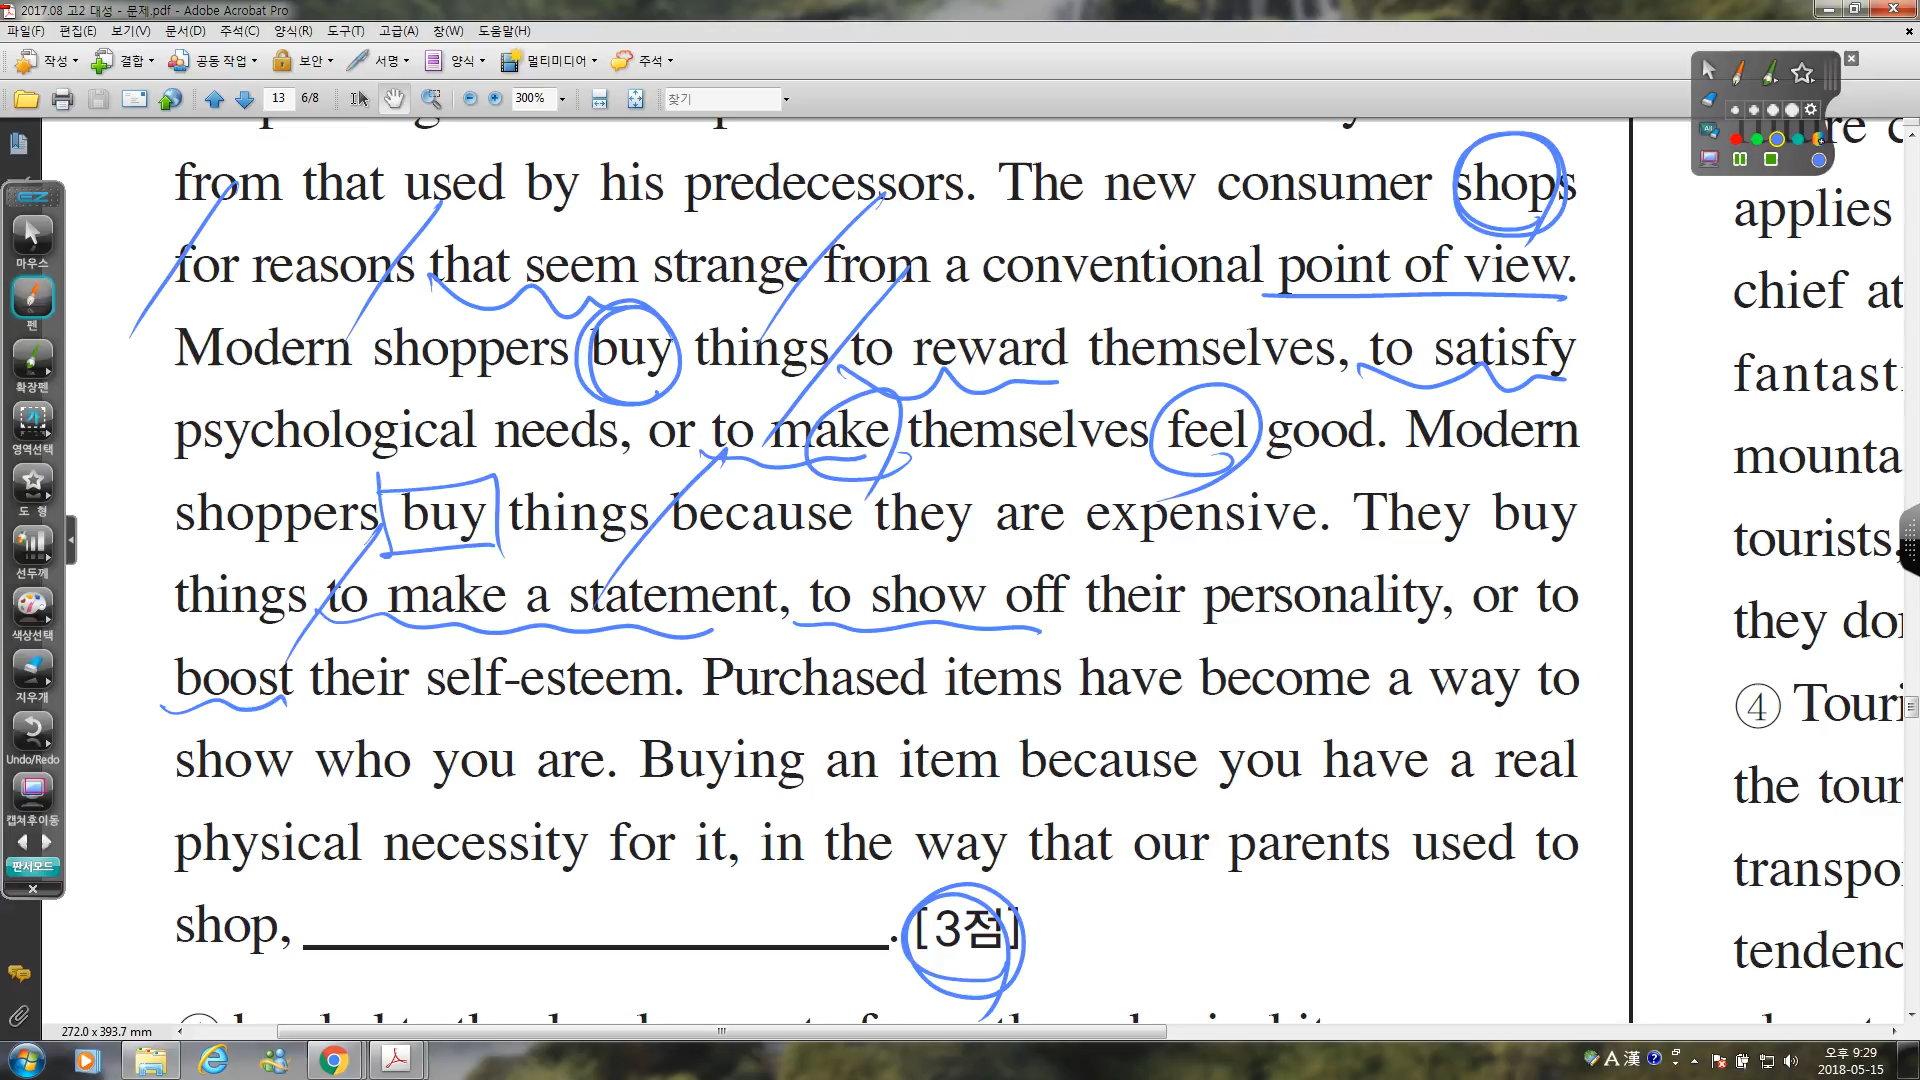 2017.08 고2 대성 - 문제.pdf - Adobe Acrobat Pro
파일(F) 편집(E) 보기(V) 문서(D) 주석(C) 양식(R) 도구(T) 고급(A) 창(W) 도움말(H)
작성 결합 공동 작업 보안 서명 양식 멀티미디어 주석
13 6/8 300% 찾기
from that used by his predecessors. The new consumer shops
for reasons that seem strange from a conventional point of view.
Modern shoppers buy things to reward themselves, to satisfy
psychological needs, or to make themselves feel good. Modern
shoppers buy things because they are expensive. They buy
things to make a statement, to show off their personality, or to
boost their self-esteem. Purchased items have become a way to
show who you are. Buying an item because you have a real
physical necessity for it, in the way that our parents used to
shop, ____________________. [3점]
applies
chief at
fantast
mounta
tourists,
they do
④ Touri
the tour
transpo
tendenc
EZ
마우스
펜
확장펜
영역선택
도 형
선두께
색상선택
지우개
Undo/Redo
캡쳐후이동
판서모드
272.0 x 393.7 mm
A 漢
오후 9:29
2018-05-15